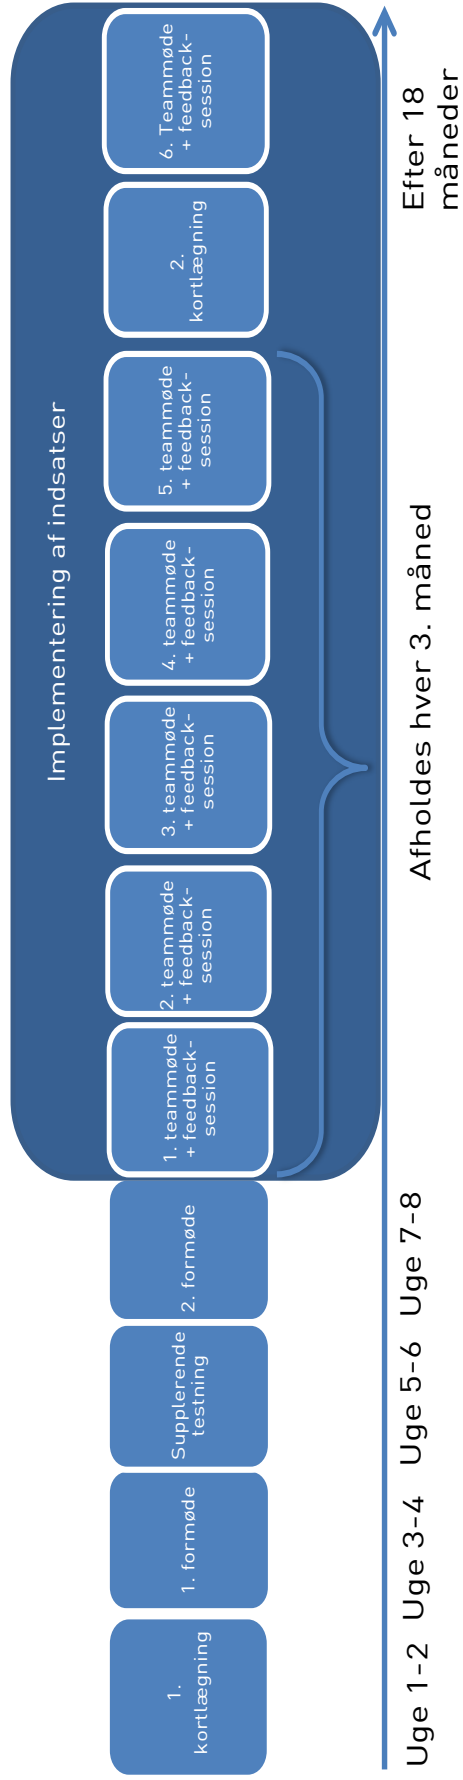 Implementering af indsatser
1.
kortlægning
1. formøde
Supplerende
testning
2. formøde
1. teammøde
+ feedback-
session
2. teammøde
+ feedback-
session
3. teammøde
+ feedback-
session
4. teammøde
+ feedback-
session
5. teammøde
+ feedback-
session
2.
kortlægning
6. Teammøde
+ feedback-
session
Uge 1-2
Uge 3-4
Uge 5-6
Uge 7-8
Afholdes hver 3. måned
Efter 18
måneder